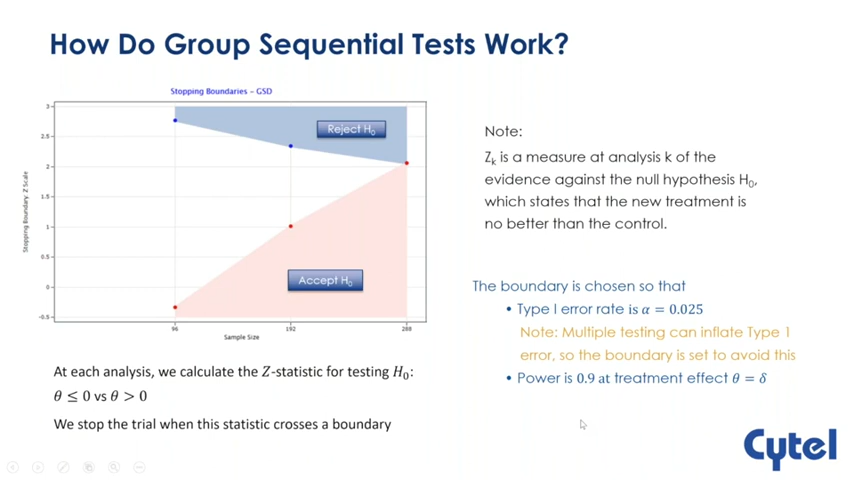 How Do Group Sequential Tests Work?
Stopping Boundaries - GSD
3
2.5
2
1.5
1
0.5
0
-0.5
Stopping Boundary: Z Scale
Reject H₀
Accept H₀
96
192
288
Sample Size
At each analysis, we calculate the Z-statistic for testing H₀:
θ ≤ 0 vs θ > 0
We stop the trial when this statistic crosses a boundary
Note:
Zₖ is a measure at analysis k of the
evidence against the null hypothesis H₀,
which states that the new treatment is
no better than the control.
The boundary is chosen so that
• Type I error rate is α = 0.025
Note: Multiple testing can inflate Type 1
error, so the boundary is set to avoid this
• Power is 0.9 at treatment effect θ = δ
Cytel